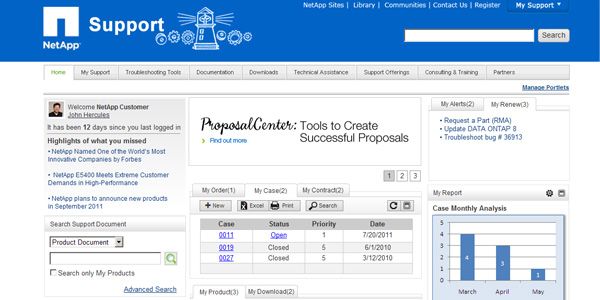 NetApp Sites | Library | Communities | Contact Us | Register
My Support
NetApp
Support
Search
Home
My Support
Troubleshooting Tools
Documentation
Downloads
Technical Assistance
Support Offerings
Consulting & Training
Partners
Manage Portlets
Welcome NetApp Customer
John Hercules
It has been 12 days since you last logged in
Highlights of what you missed
NetApp Named One of the World's Most
Innovative Companies by Forbes
NetApp E5400 Meets Extreme Customer
Demands in High-Performance
NetApp plans to announce new products
in September 2011
Search Support Document
Product Document
Search only My Products
Advanced Search
ProposalCenter: Tools to Create
Successful Proposals
Find out more
1 2 3
My Order(1)
My Case(2)
My Contract(2)
New
Excel
Print
Search
Case Status Priority Date
0011 Open 1 7/20/2011
0019 Closed 5 6/1/2010
0027 Closed 5 3/12/2010
My Product(3)
My Download(2)
My Alerts(2)
My Renew(3)
Request a Part (RMA)
Update DATA ONTAP 8
Troubleshoot bug # 36913
My Report
Case Monthly Analysis
5
4
3
2
1
0
4
3
1
March April May